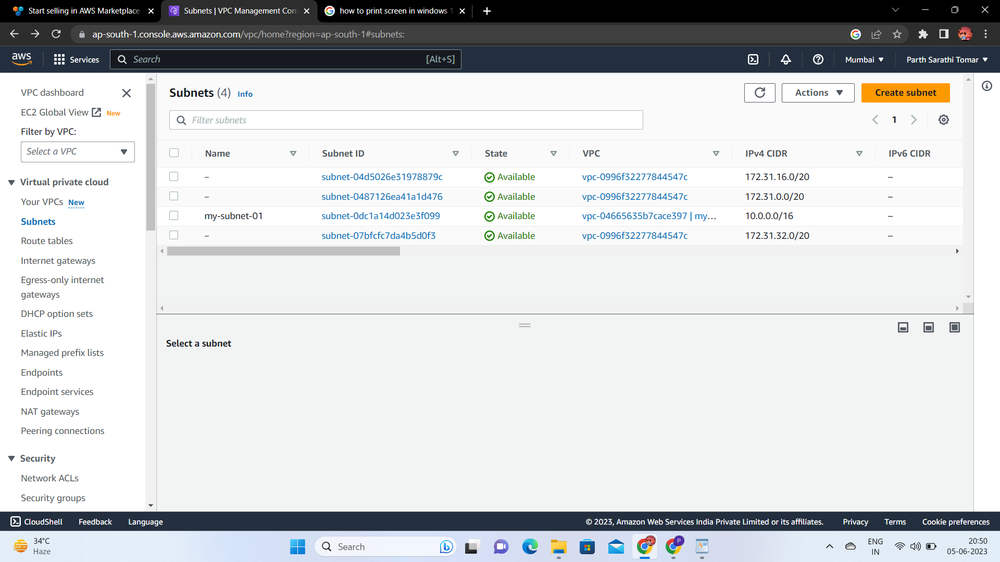 Start selling in AWS Marketplace
Subnets | VPC Management Cons
how to print screen in windows 1
ap-south-1.console.aws.amazon.com/vpc/home?region=ap-south-1#subnets:
aws
Services
Search
[Alt+S]
Mumbai
Parth Sarathi Tomar
VPC dashboard
EC2 Global View New
Filter by VPC:
Select a VPC
Virtual private cloud
Your VPCs New
Subnets
Route tables
Internet gateways
Egress-only internet
gateways
DHCP option sets
Elastic IPs
Managed prefix lists
Endpoints
Endpoint services
NAT gateways
Peering connections
Security
Network ACLs
Security groups
Subnets (4) Info
Actions
Create subnet
Filter subnets
1
Name Subnet ID State VPC IPv4 CIDR IPv6 CIDR
– subnet-04d5026e31978879c Available vpc-0996f32277844547c 172.31.16.0/20 –
– subnet-0487126ea41a1d476 Available vpc-0996f32277844547c 172.31.0.0/20 –
my-subnet-01 subnet-0dc1a14d023e3f099 Available vpc-04665635b7cace397 | my... 10.0.0.0/16 –
– subnet-07bfcfc7da4b5d0f3 Available vpc-0996f32277844547c 172.31.32.0/20 –
Select a subnet
CloudShell Feedback Language
© 2023, Amazon Web Services India Private Limited or its affiliates. Privacy Terms Cookie preferences
34°C
Haze
Search
P
ENG
IN
20:50
05-06-2023